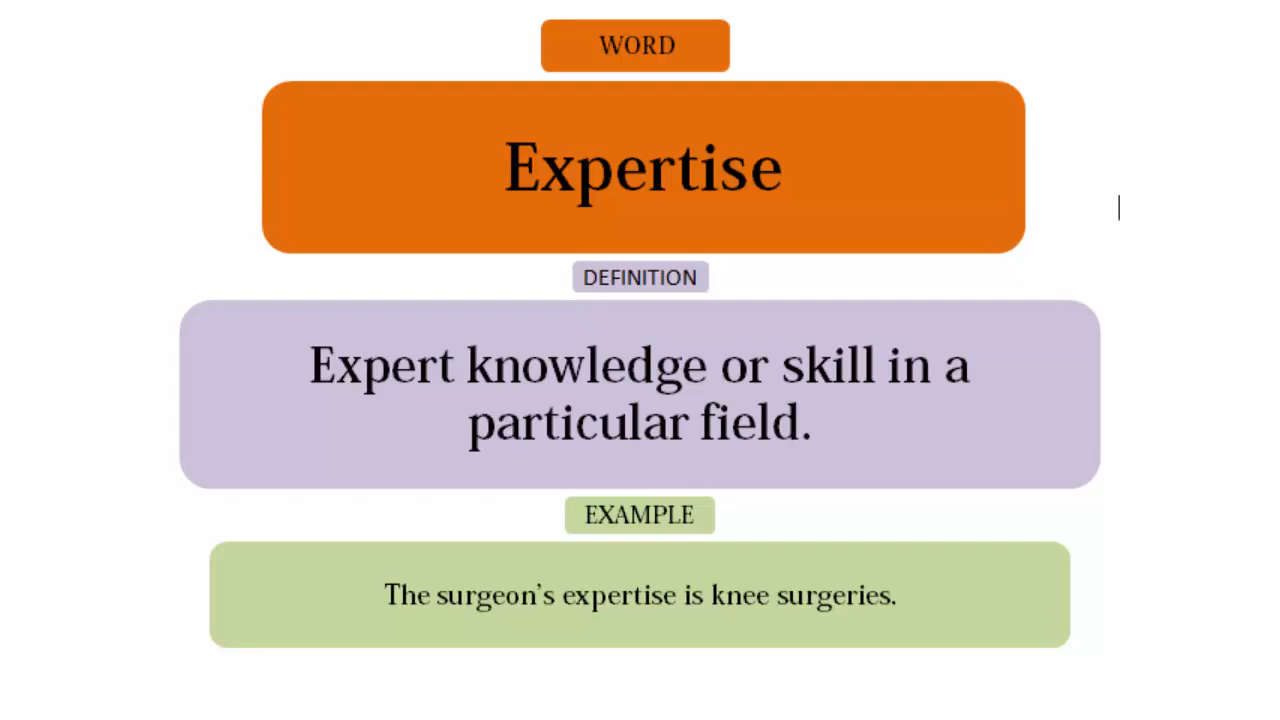 WORD
Expertise
DEFINITION
Expert knowledge or skill in a
particular field.
EXAMPLE
The surgeon's expertise is knee surgeries.